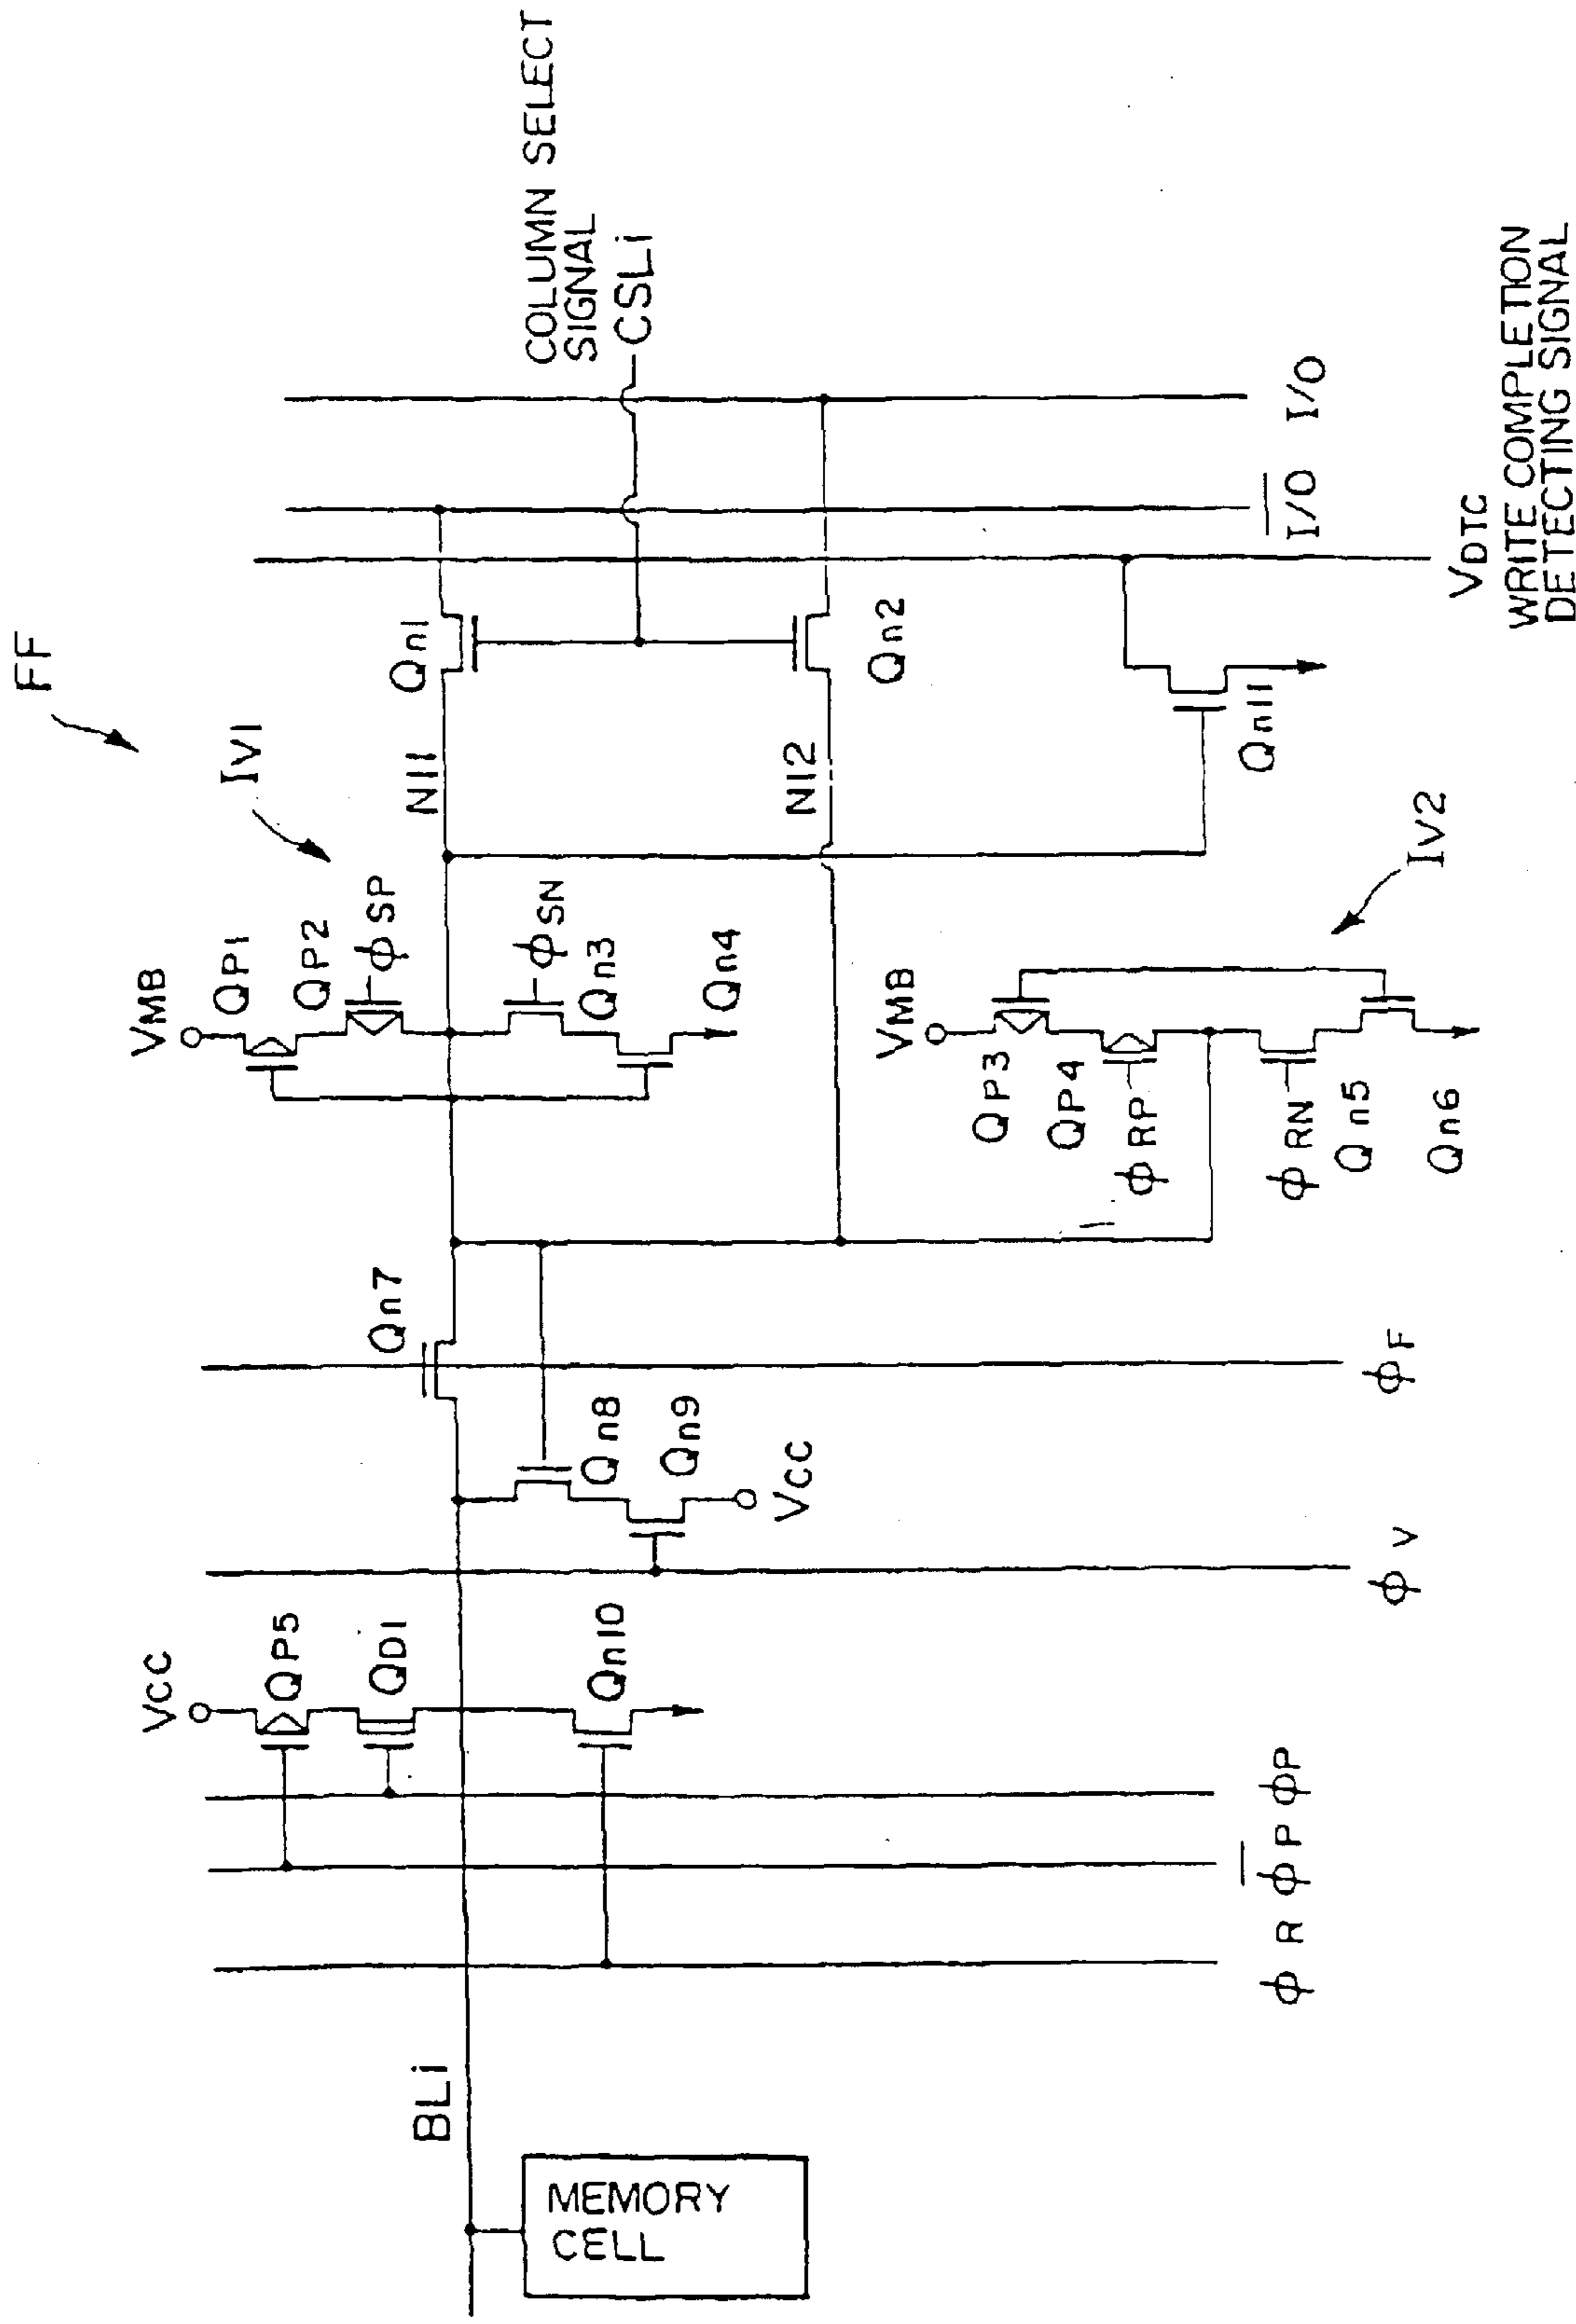 FF
IV1
COLUMN SELECT
SIGNAL
CSLi
VMB
QP1
QP2
φSP
φSN
Qn3
Qn4
N11
Qn1
N12
Qn2
VMB
QP3
QP4
φRP
φRN
Qn5
Qn6
IV2
Qn11
I/O
I/O
VDTC
WRITE COMPLETION
DETECTING SIGNAL
Qn7
φF
Qn8
Qn9
VCC
φV
VCC
QP5
QD1
Qn10
φP
φP
φR
BLi
MEMORY
CELL